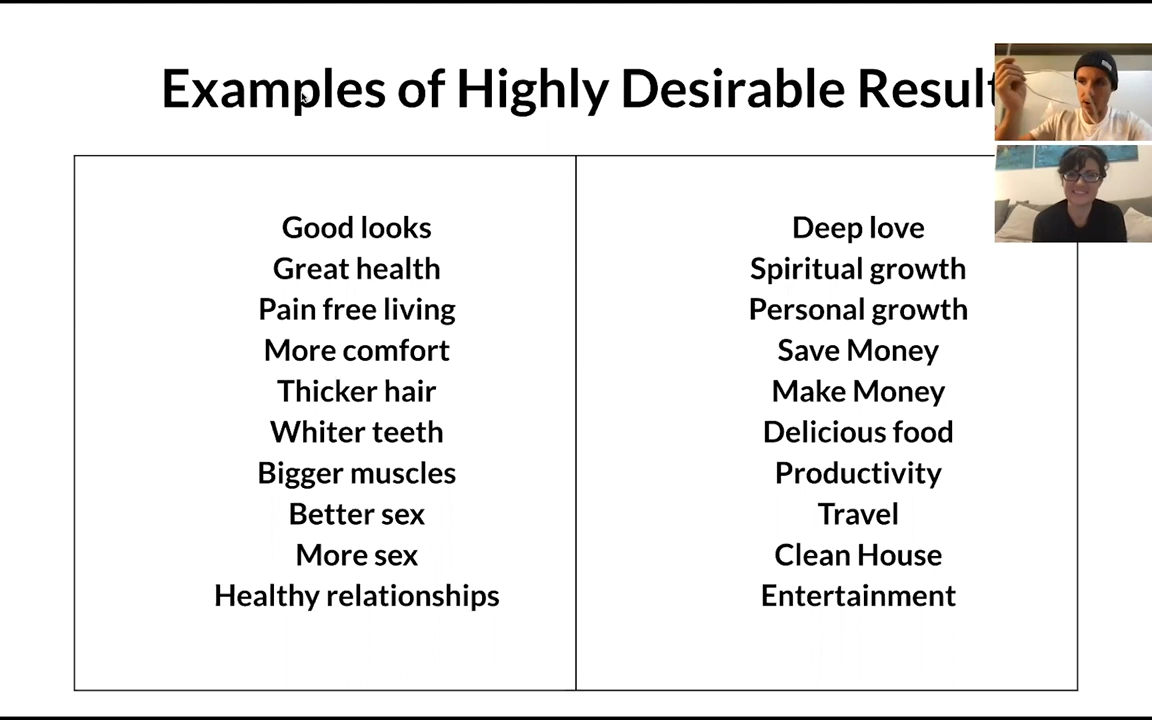 Examples of Highly Desirable Result
Good looks
Great health
Pain free living
More comfort
Thicker hair
Whiter teeth
Bigger muscles
Better sex
More sex
Healthy relationships
Deep love
Spiritual growth
Personal growth
Save Money
Make Money
Delicious food
Productivity
Travel
Clean House
Entertainment